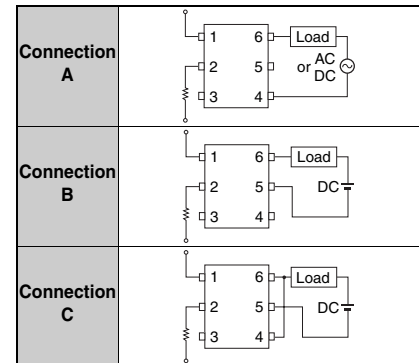 Connection
A
1 6 Load
2 5 or AC
DC
3 4
Connection
B
1 6 Load
2 5 DC
3 4
Connection
C
1 6 Load
2 5 DC
3 4